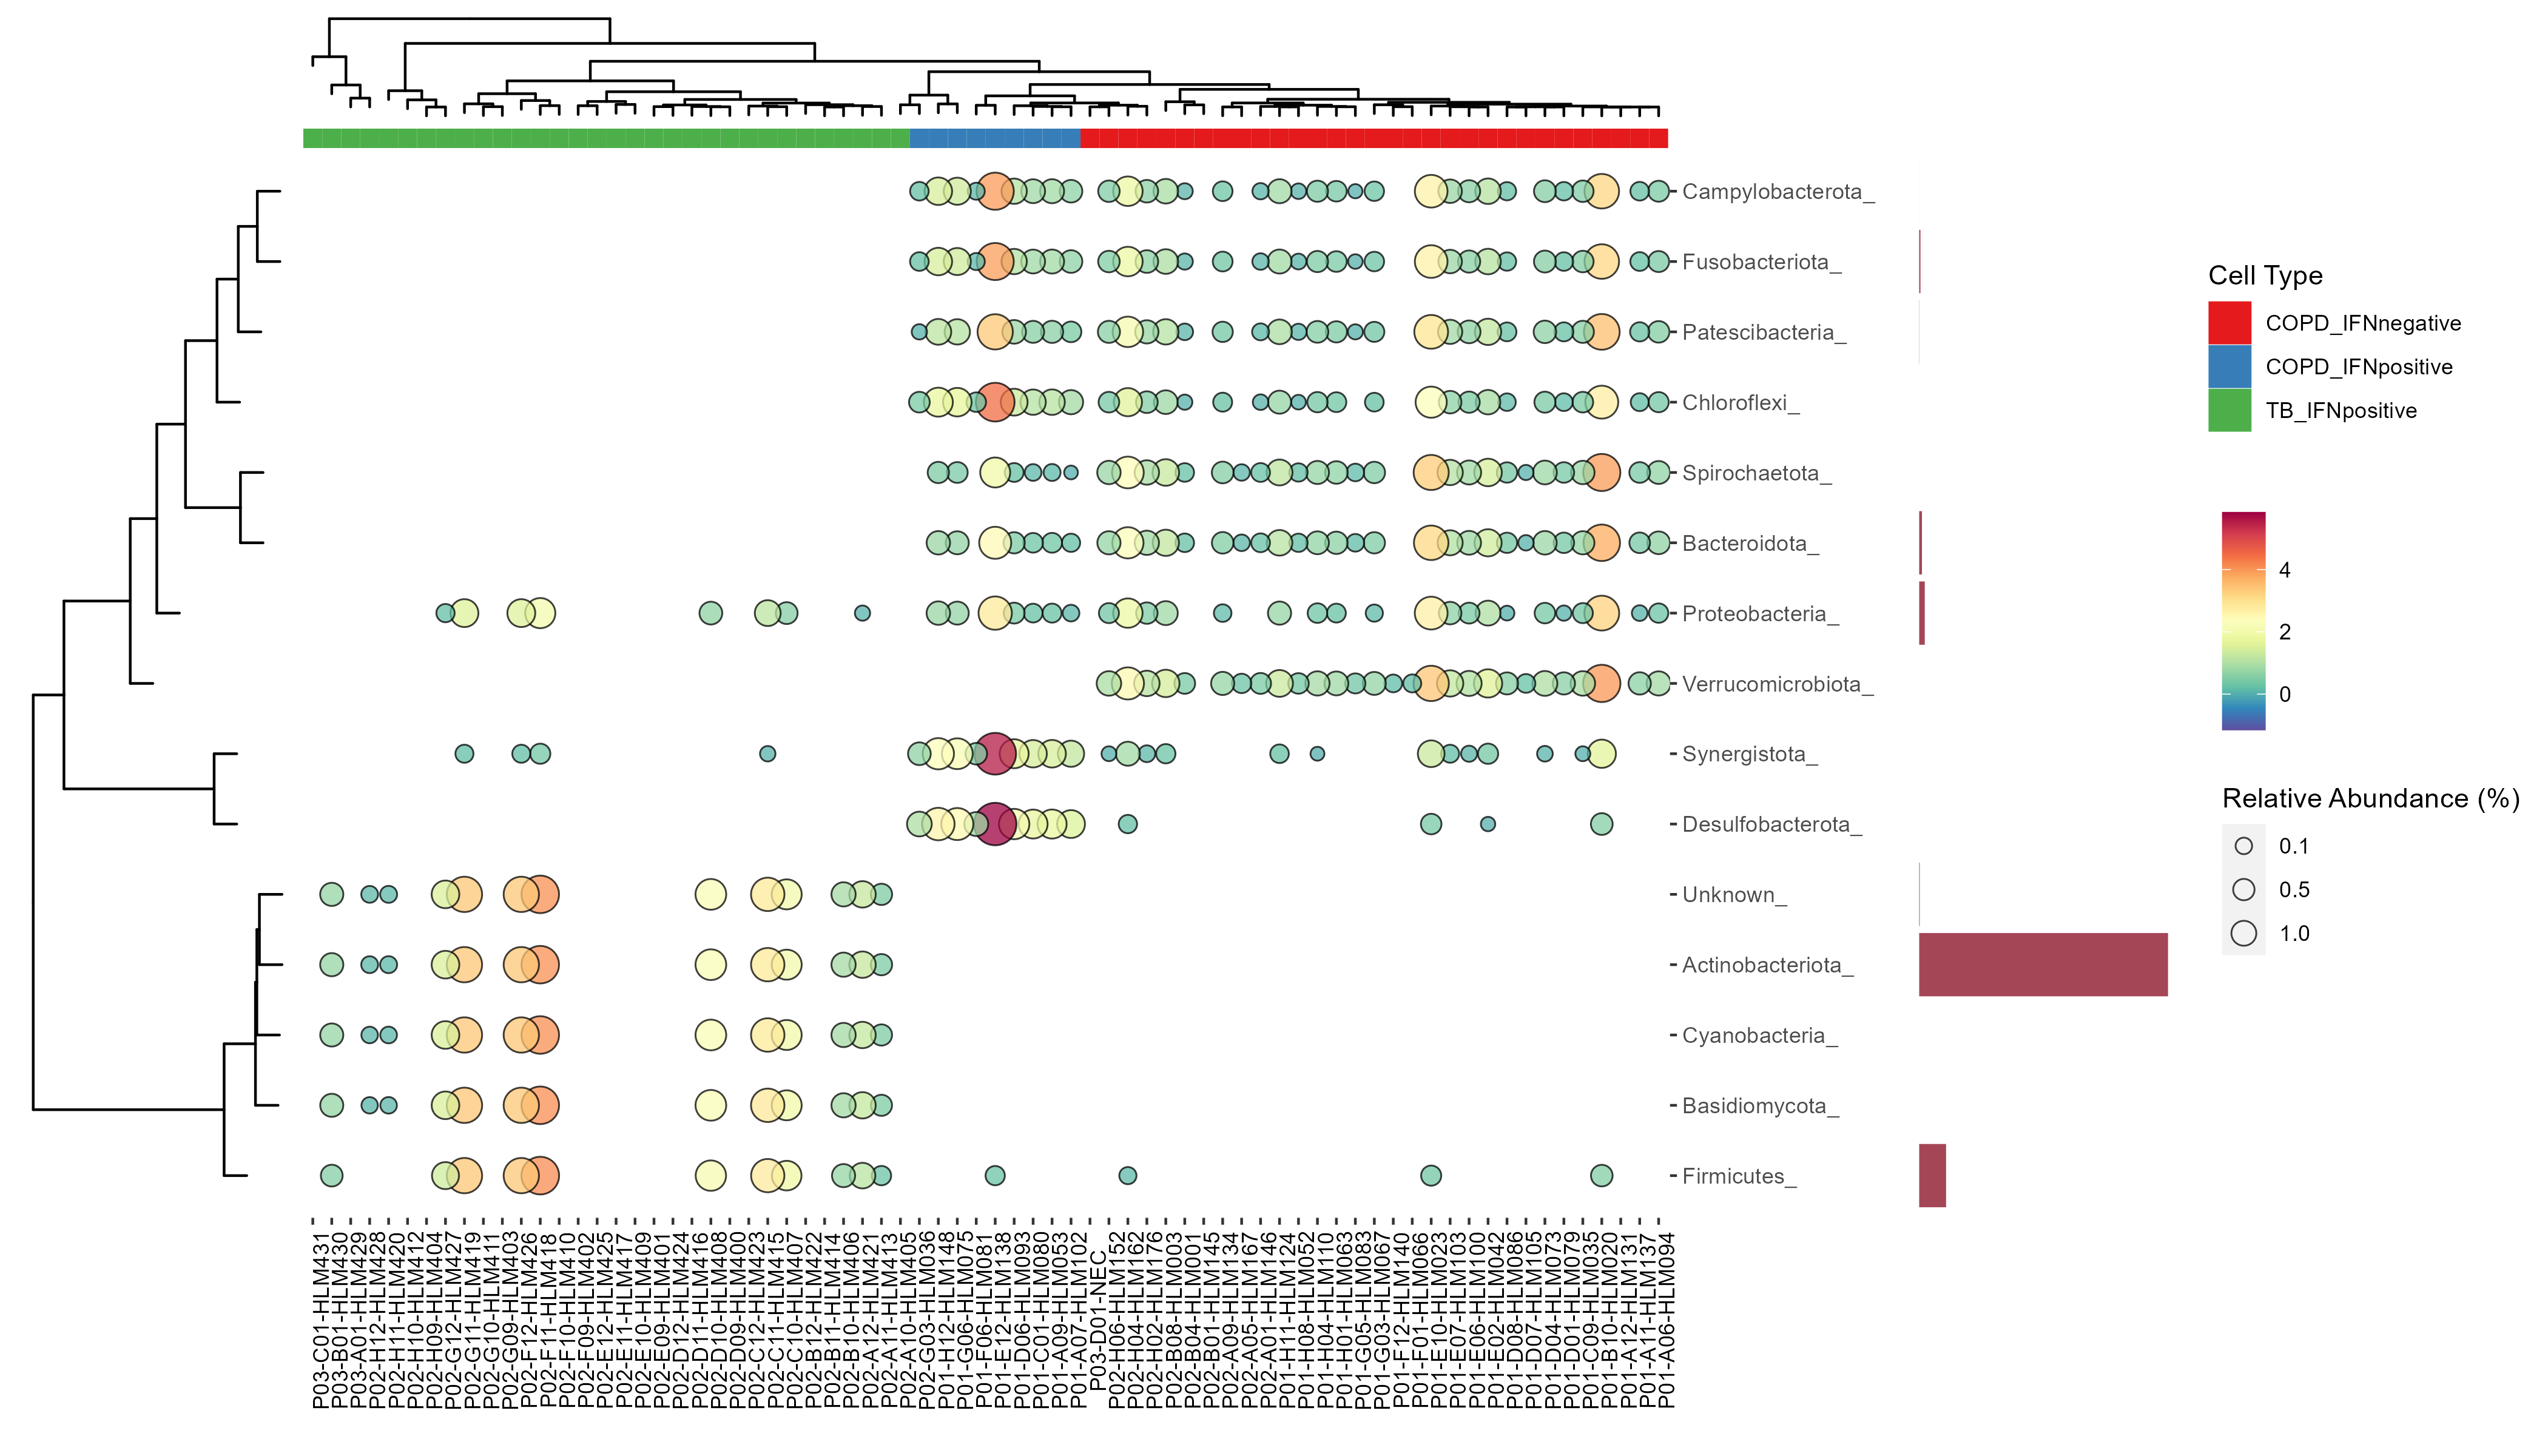 Campylobacterota_
Fusobacteriota_
Patescibacteria_
Chloroflexi_
Spirochaetota_
Bacteroidota_
Proteobacteria_
Verrucomicrobiota_
Synergistota_
Desulfobacterota_
Unknown_
Actinobacteriota_
Cyanobacteria_
Basidiomycota_
Firmicutes_
P03-C01-HLM431
P03-B01-HLM430
P03-A01-HLM429
P02-H12-HLM428
P02-H11-HLM420
P02-H10-HLM412
P02-H09-HLM404
P02-G12-HLM427
P02-G11-HLM419
P02-G10-HLM411
P02-G09-HLM403
P02-F12-HLM426
P02-F11-HLM418
P02-F10-HLM410
P02-F09-HLM402
P02-E12-HLM425
P02-E11-HLM417
P02-E10-HLM409
P02-E09-HLM401
P02-D12-HLM424
P02-D11-HLM416
P02-D10-HLM408
P02-D09-HLM400
P02-C12-HLM423
P02-C11-HLM415
P02-C10-HLM407
P02-B12-HLM422
P02-B11-HLM414
P02-B10-HLM406
P02-A12-HLM421
P02-A11-HLM413
P02-A10-HLM405
P02-G03-HLM036
P01-H12-HLM148
P01-G06-HLM075
P01-F06-HLM081
P01-E12-HLM138
P01-D06-HLM093
P01-C01-HLM080
P01-A09-HLM053
P01-A07-HLM102
P03-D01-NEC
P02-H06-HLM152
P02-H04-HLM162
P02-H02-HLM176
P02-B08-HLM003
P02-B04-HLM001
P02-B01-HLM145
P02-A09-HLM134
P02-A05-HLM167
P02-A01-HLM146
P01-H11-HLM124
P01-H08-HLM052
P01-H04-HLM110
P01-H01-HLM063
P01-G05-HLM083
P01-G03-HLM067
P01-F12-HLM140
P01-F01-HLM066
P01-E10-HLM023
P01-E07-HLM103
P01-E06-HLM100
P01-E02-HLM042
P01-D08-HLM086
P01-D07-HLM105
P01-D04-HLM073
P01-D01-HLM079
P01-C09-HLM035
P01-B10-HLM020
P01-A12-HLM131
P01-A11-HLM137
P01-A06-HLM094
Cell Type
COPD_IFNnegative
COPD_IFNpositive
TB_IFNpositive
4
2
0
Relative Abundance (%)
0.1
0.5
1.0